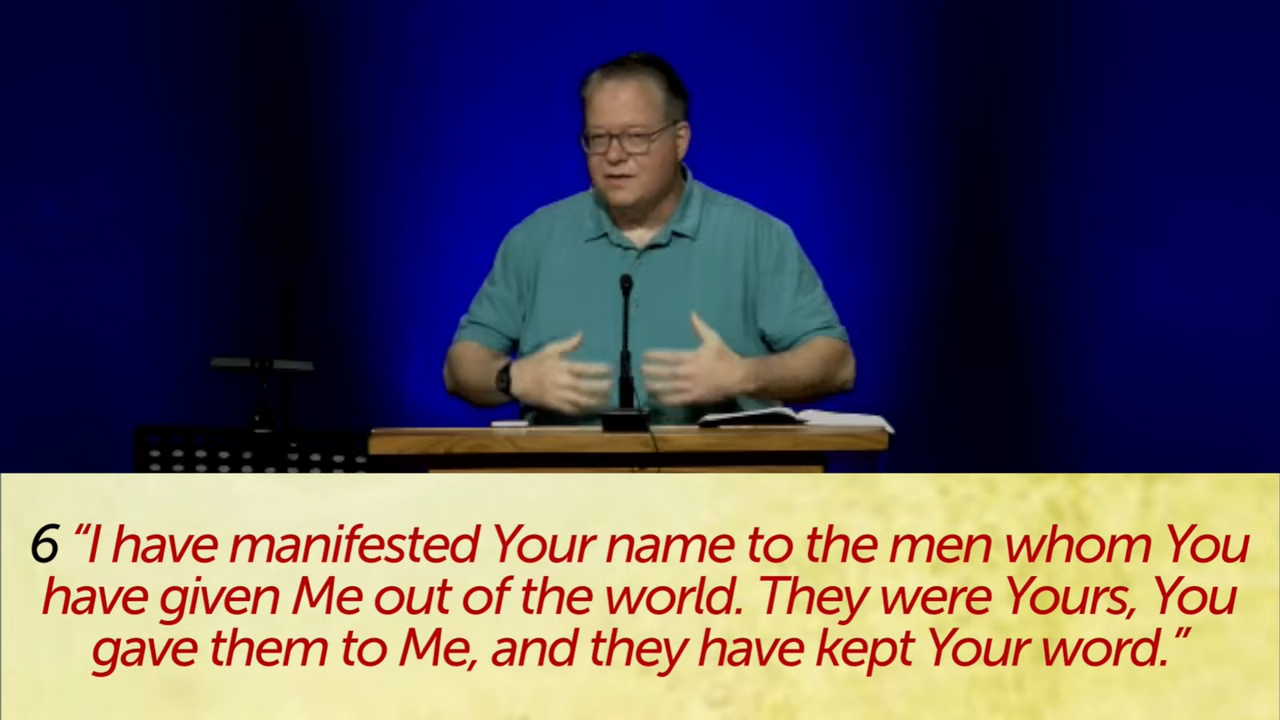 6 “I have manifested Your name to the men whom You
have given Me out of the world. They were Yours, You
gave them to Me, and they have kept Your word.”